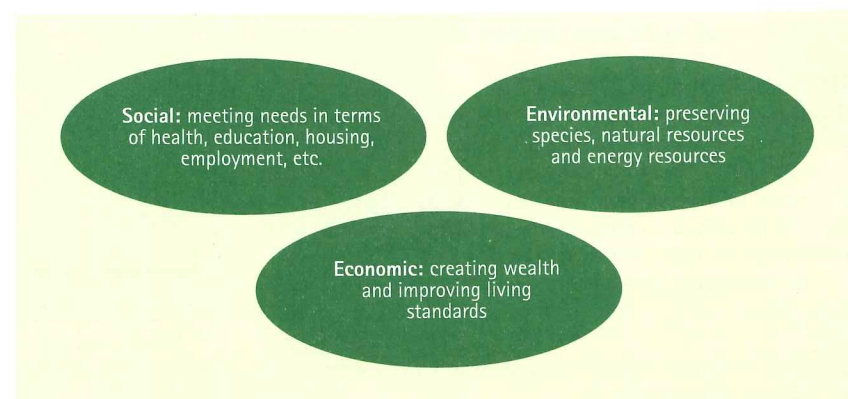 Social: meeting needs in terms
of health, education, housing,
employment, etc.
Environmental: preserving
species, natural resources
and energy resources
Economic: creating wealth
and improving living
standards